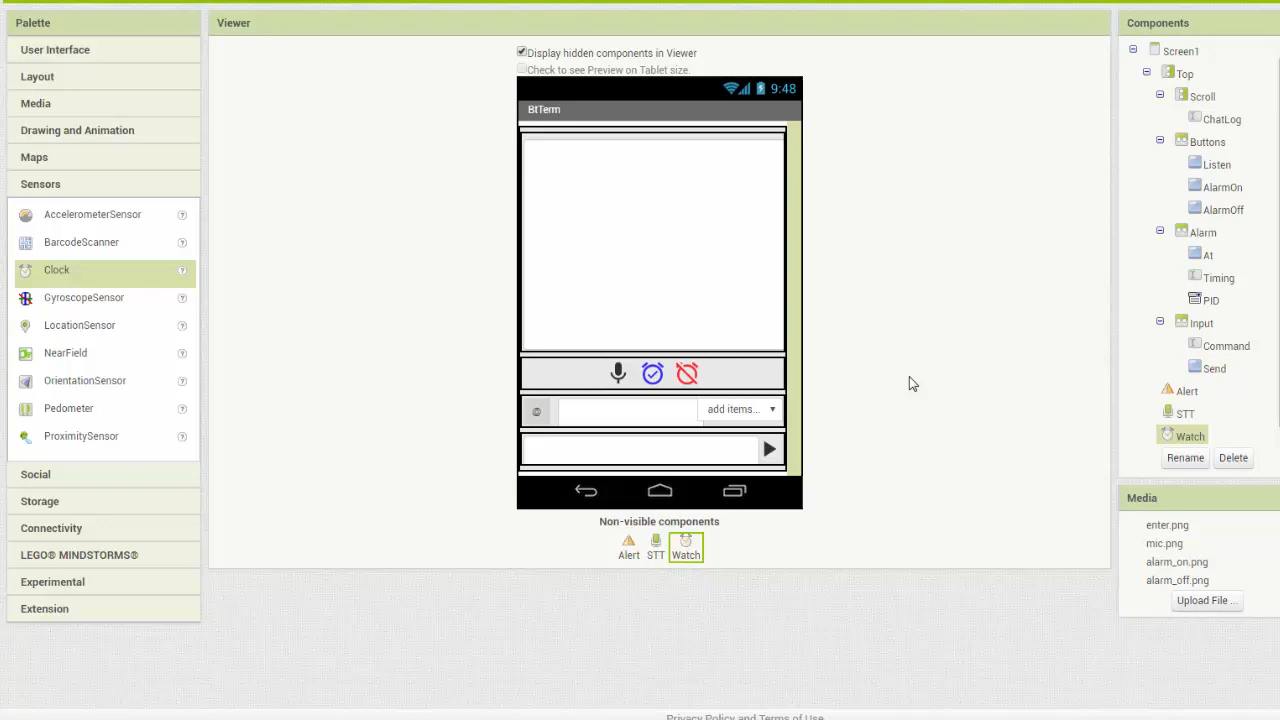 Palette
User Interface
Layout
Media
Drawing and Animation
Maps
Sensors
AccelerometerSensor ?
BarcodeScanner ?
Clock ?
GyroscopeSensor ?
LocationSensor ?
NearField ?
OrientationSensor ?
Pedometer ?
ProximitySensor ?
Social
Storage
Connectivity
LEGO® MINDSTORMS®
Experimental
Extension
Viewer
Display hidden components in Viewer
Check to see Preview on Tablet size.
9:48
BtTerm
@ add items...
Non-visible components
Alert STT Watch
Components
Screen1
Top
Scroll
ChatLog
Buttons
Listen
AlarmOn
AlarmOff
Alarm
At
Timing
PID
Input
Command
Send
Alert
STT
Watch
Rename Delete
Media
enter.png
mic.png
alarm_on.png
alarm_off.png
Upload File ...
Privacy Policy and Terms of Use